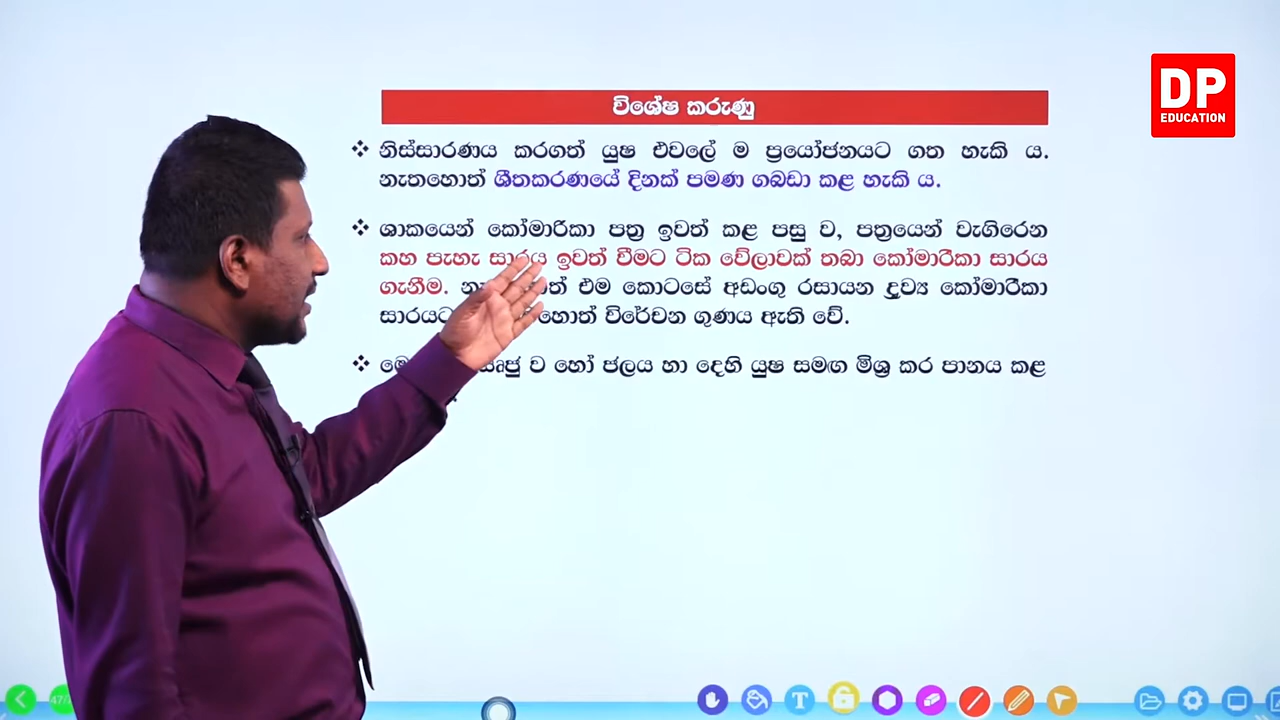 DP
EDUCATION
විශේෂ කරුණු
❖ නිස්සාරණය කරගත් යුෂ එවලේ ම ප්‍රයෝජනයට ගත හැකි ය.
නැතහොත් ශීතකරණයේ දිනක් පමණ ගබඩා කළ හැකි ය.
❖ ශාකයෙන් කෝමාරිකා පත්‍ර ඉවත් කළ පසු ව, පත්‍රයෙන් වැගිරෙන
කහ පැහැ සාරය ඉවත් වීමට ටික වේලාවක් තබා කෝමාරිකා සාරය
ගැනීම. එම කොටසේ අඩංගු රසායන ද්‍රව්‍ය කෝමාරිකා
විරේචන ගුණය ඇති වේ.
❖ ව හෝ ජලය හා දෙහි යුෂ සමඟ මිශ්‍ර කර පානය කළ
T